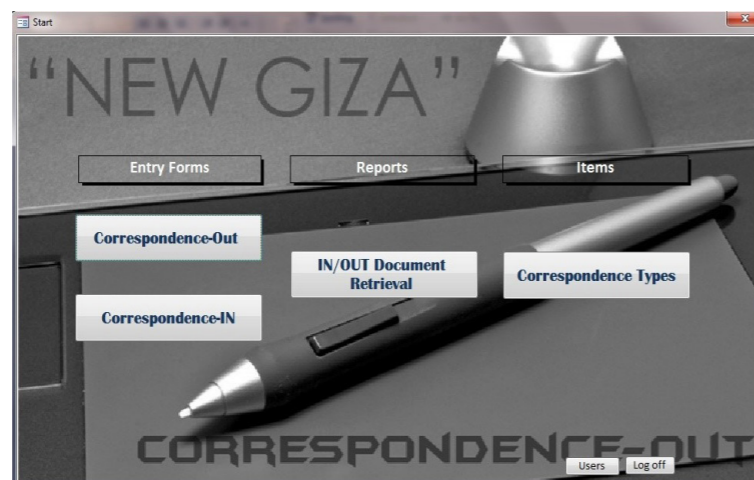 Start
“NEW GIZA”
Entry Forms
Reports
Items
Correspondence-Out
IN/OUT Document
Retrieval
Correspondence Types
Correspondence-IN
CORRESPONDENCE-OUT
Users
Log off